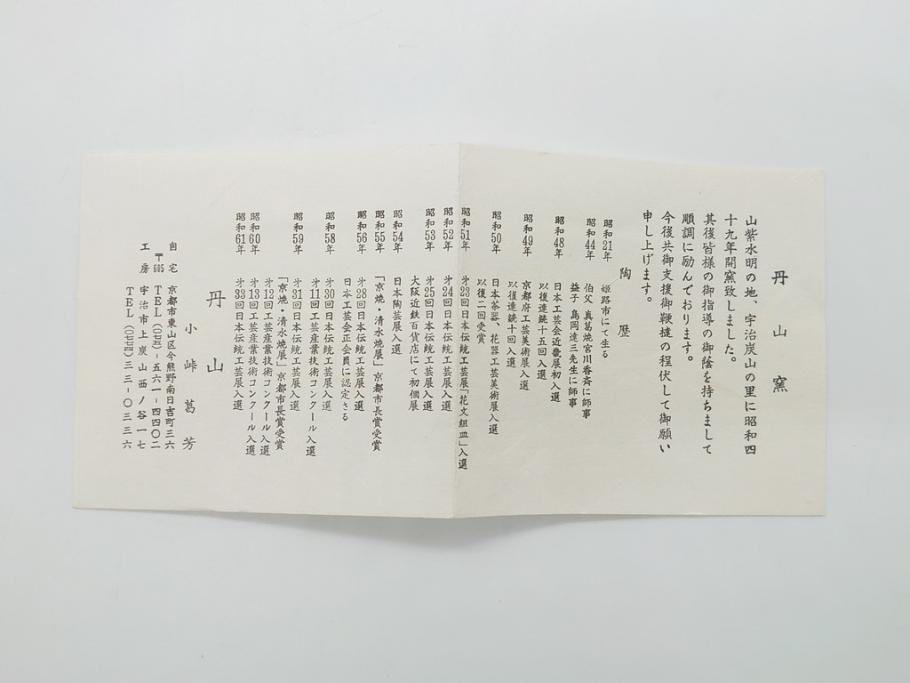 丹山窯
山紫水明の地、宇治炭山の里に昭和四
十九年開窯致しました。
其後皆様の御指導の御陰を持ちまして
順調に励んでおります。
今後共御支援御鞭撻の程伏して御願い
申し上げます。
陶歴
昭和21年 姫路市にて生る
昭和44年 伯父 真葛焼宮川香斎に師事
益子 島岡達三先生に師事
昭和48年 日本工芸会近畿展初入選
以後連続十五回入選
昭和49年 京都府工芸美術展入選
以後連続十回入選
昭和50年 日本茶器、花器工芸美術展入選
以後二回受賞
昭和51年 才23回日本伝統工芸展「花文組皿」入選
昭和52年 才24回日本伝統工芸展入選
昭和53年 才25回日本伝統工芸展入選
大阪近鉄百貨店にて初個展
昭和54年 日本陶芸展入選
昭和55年 「京焼・清水焼展」京都市長賞受賞
昭和56年 才28回日本伝統工芸展入選
日本工芸会正会員に認定さる
昭和58年 才30回日本伝統工芸展入選
才11回工芸産業技術コンクール入選
昭和59年 才31回日本伝統工芸展入選
「京焼・清水焼展」京都市長賞受賞
昭和60年 才12回工芸産業技術コンクール入選
才13回工芸産業技術コンクール入選
昭和61年 才33回日本伝統工芸展入選
丹山
小峠葛芳
自宅 京都市東山区今熊野南日吉町三六
〒605 TEL(〇七五)-五六一-四四〇二
工房 宇治市上炭山西ノ谷一七
TEL(〇七七四)三三-〇三三六